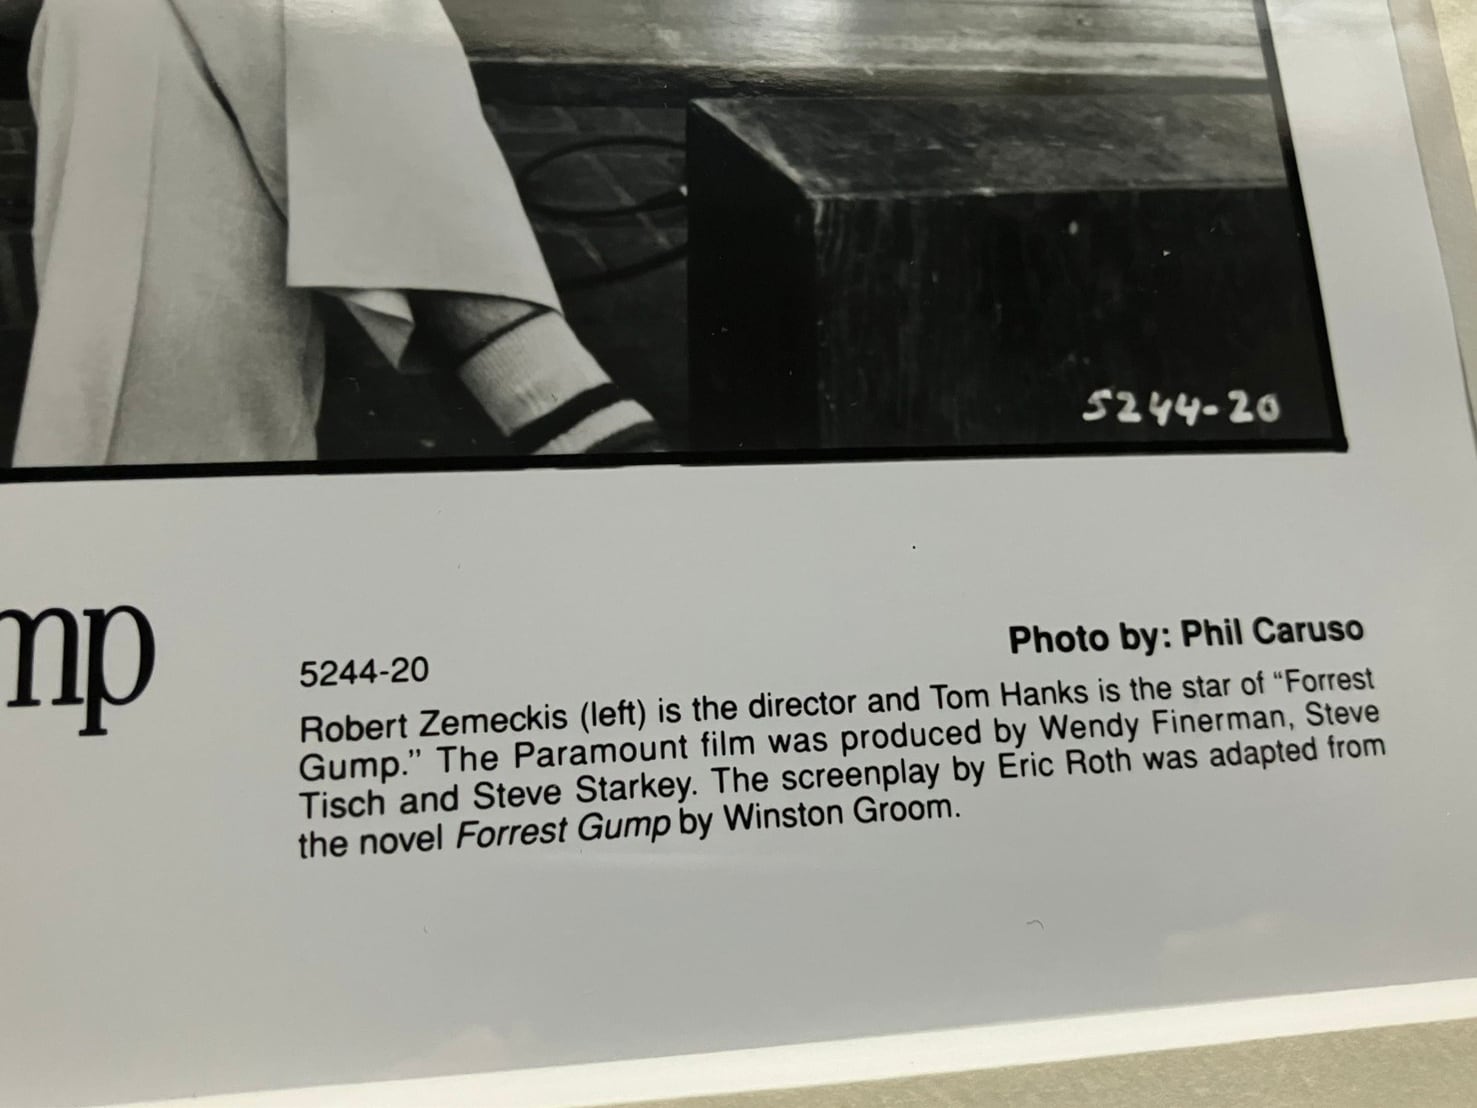 5244-20
mp
Photo by: Phil Caruso
5244-20
Robert Zemeckis (left) is the director and Tom Hanks is the star of “Forrest
Gump.” The Paramount film was produced by Wendy Finerman, Steve
Tisch and Steve Starkey. The screenplay by Eric Roth was adapted from
the novel Forrest Gump by Winston Groom.